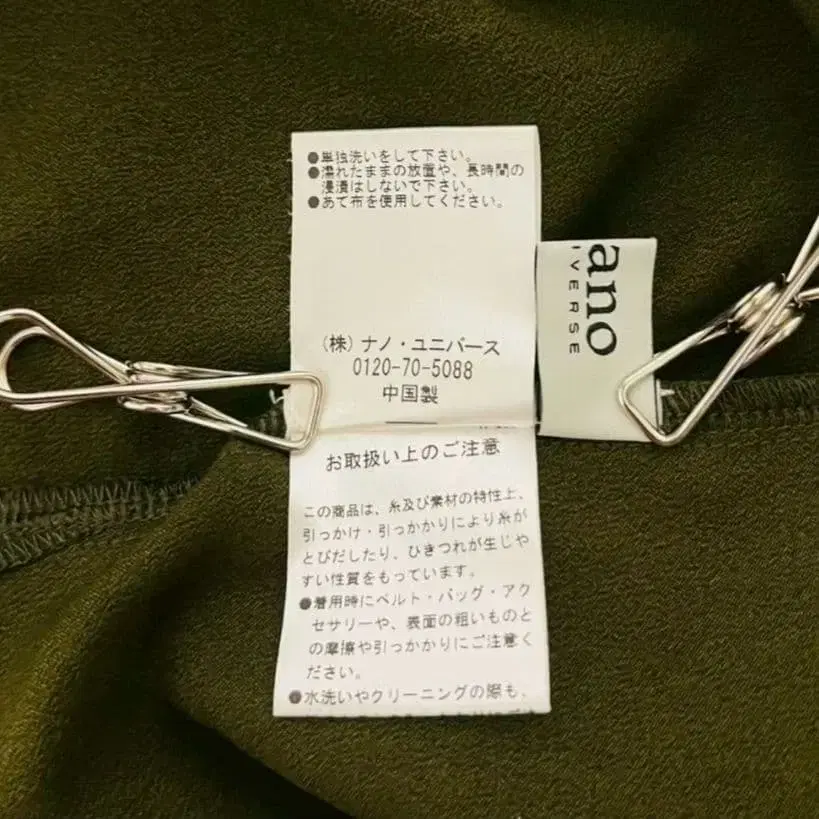 ●単独洗いをして下さい。
●濡れたままの放置や、長時間の
浸漬はしないで下さい。
●あて布を使用してください。
(株)ナノ・ユニバース
0120-70-5088
中国製
お取扱い上のご注意
この商品は、糸及び素材の特性上、
引っかけ・引っかかりにより糸が
とびだしたり、ひきつれが生じや
すい性質をもっています。
●着用時にベルト・バッグ・アク
セサリーや、表面の粗いものと
の摩擦や引っかかりにご注意く
ださい。
●水洗いやクリーニングの際も、
ano
IVERSE